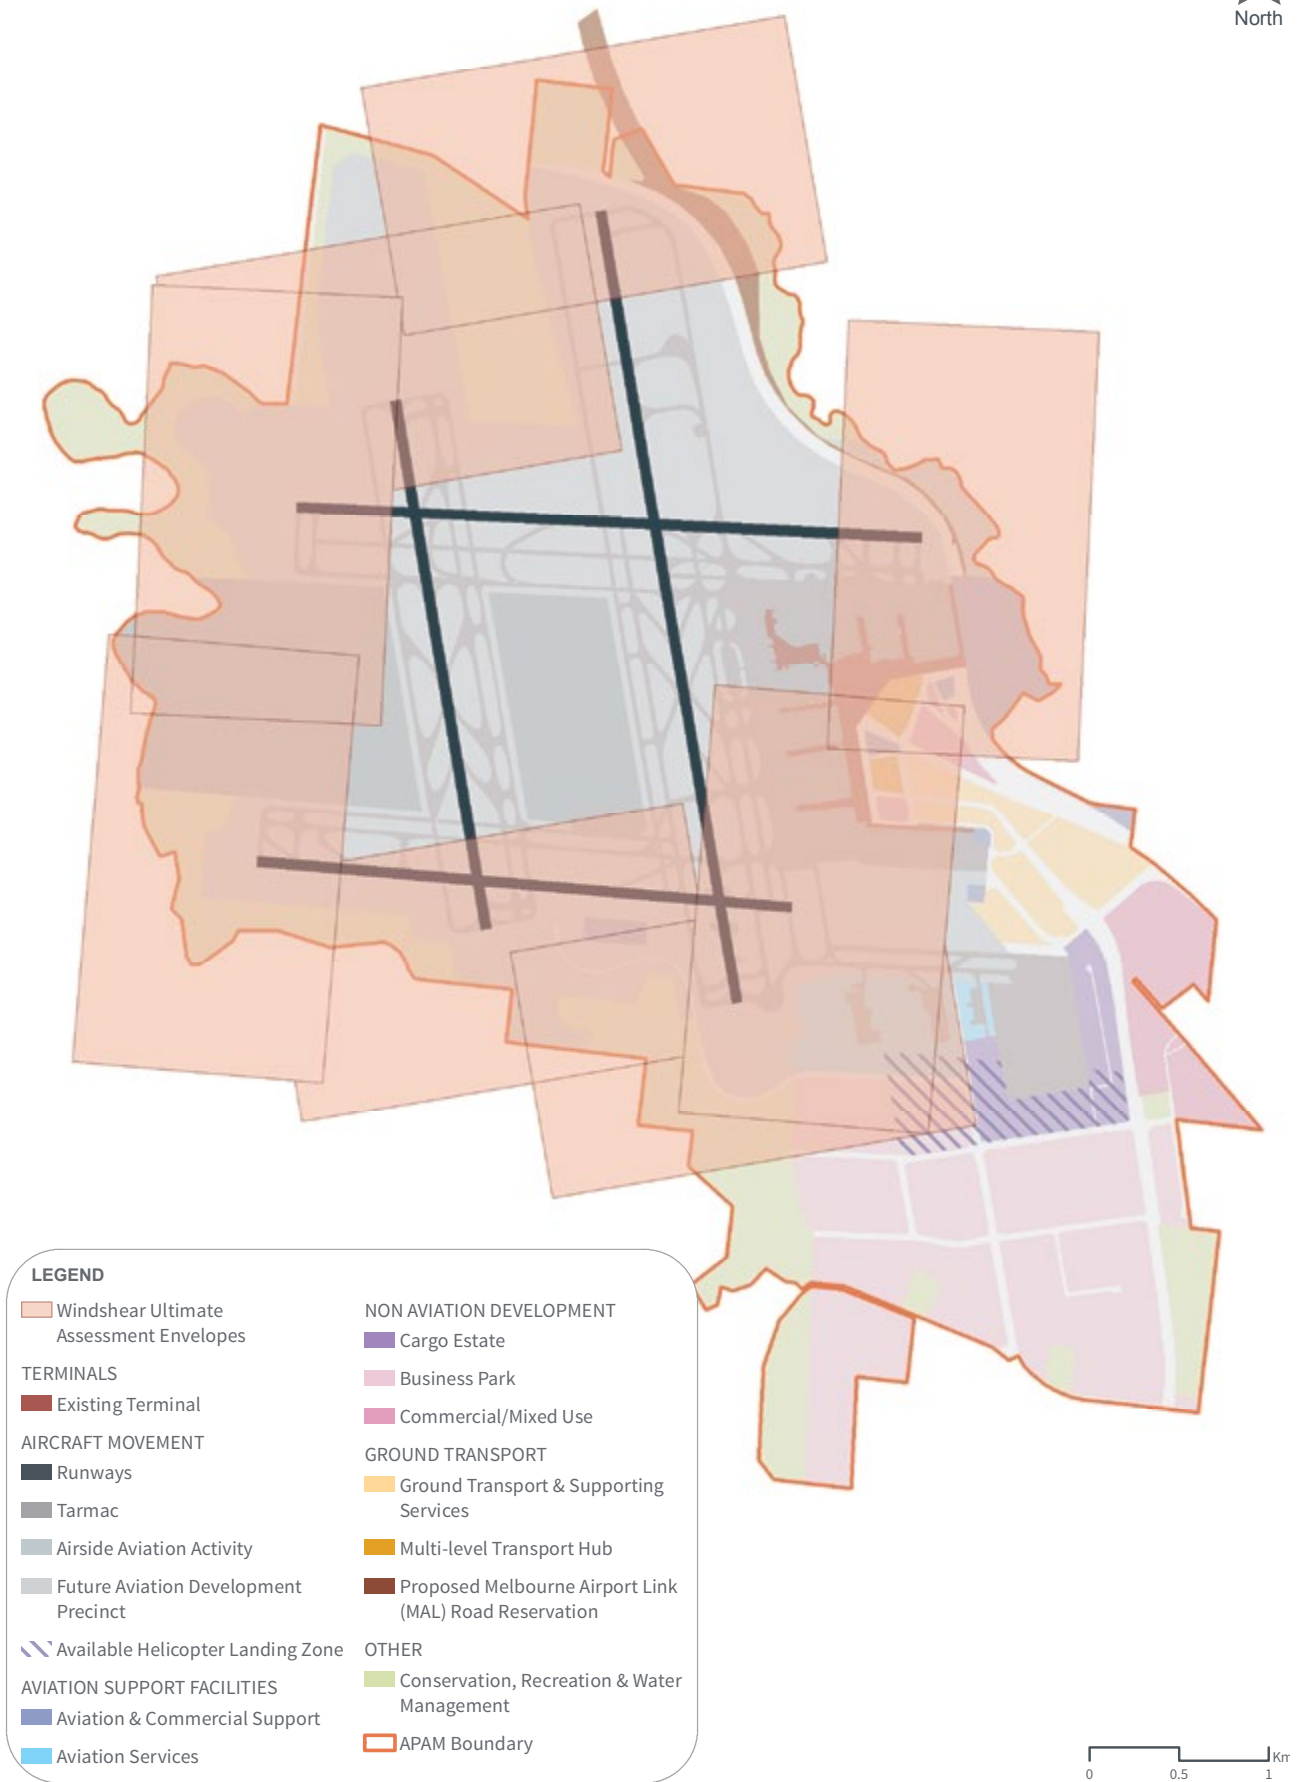 North
LEGEND
Windshear Ultimate
Assessment Envelopes
TERMINALS
Existing Terminal
AIRCRAFT MOVEMENT
Runways
Tarmac
Airside Aviation Activity
Future Aviation Development
Precinct
Available Helicopter Landing Zone
AVIATION SUPPORT FACILITIES
Aviation & Commercial Support
Aviation Services
NON AVIATION DEVELOPMENT
Cargo Estate
Business Park
Commercial/Mixed Use
GROUND TRANSPORT
Ground Transport & Supporting
Services
Multi-level Transport Hub
Proposed Melbourne Airport Link
(MAL) Road Reservation
OTHER
Conservation, Recreation & Water
Management
APAM Boundary
Km
0 0.5 1